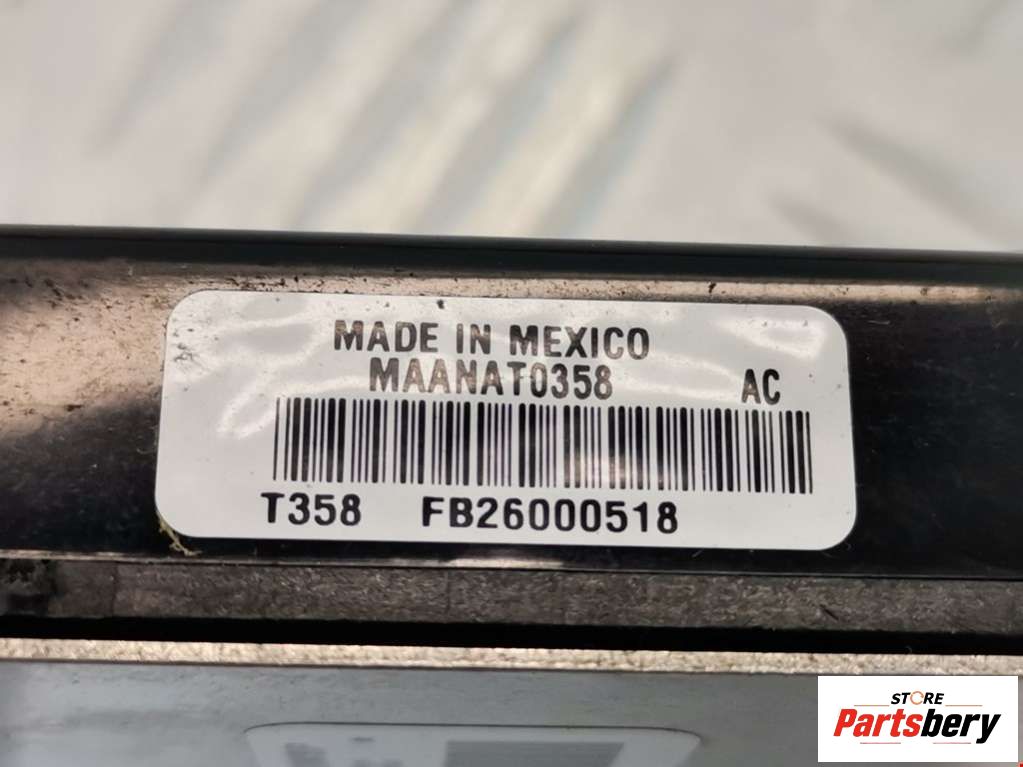 MADE IN MEXICO
MAANAT0358 AC
T358 FB26000518
STORE
Partsbery